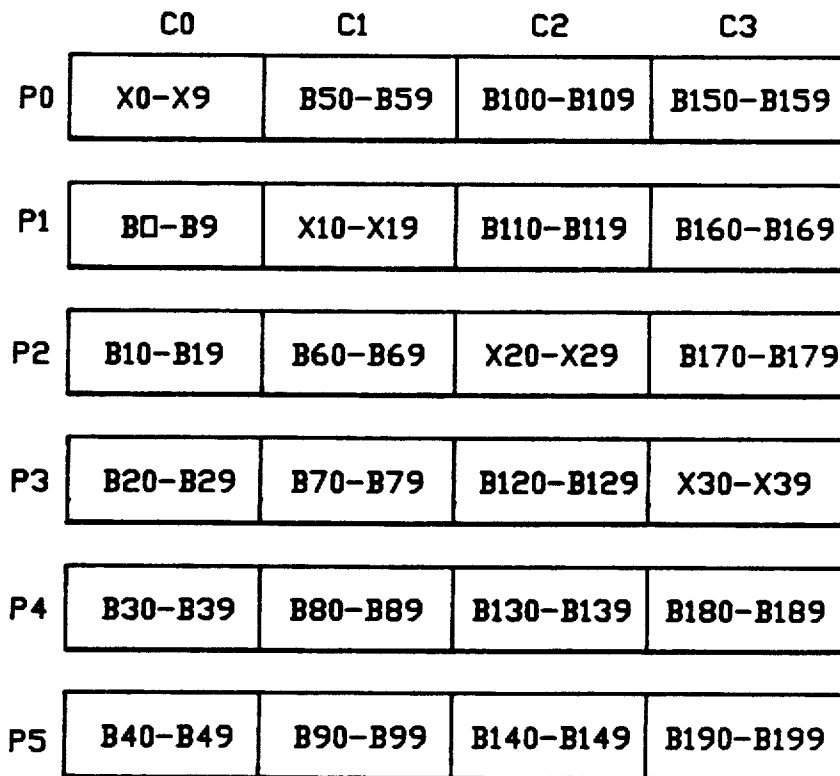 C0 C1 C2 C3
P0 X0-X9 B50-B59 B100-B109 B150-B159
P1 B0-B9 X10-X19 B110-B119 B160-B169
P2 B10-B19 B60-B69 X20-X29 B170-B179
P3 B20-B29 B70-B79 B120-B129 X30-X39
P4 B30-B39 B80-B89 B130-B139 B180-B189
P5 B40-B49 B90-B99 B140-B149 B190-B199